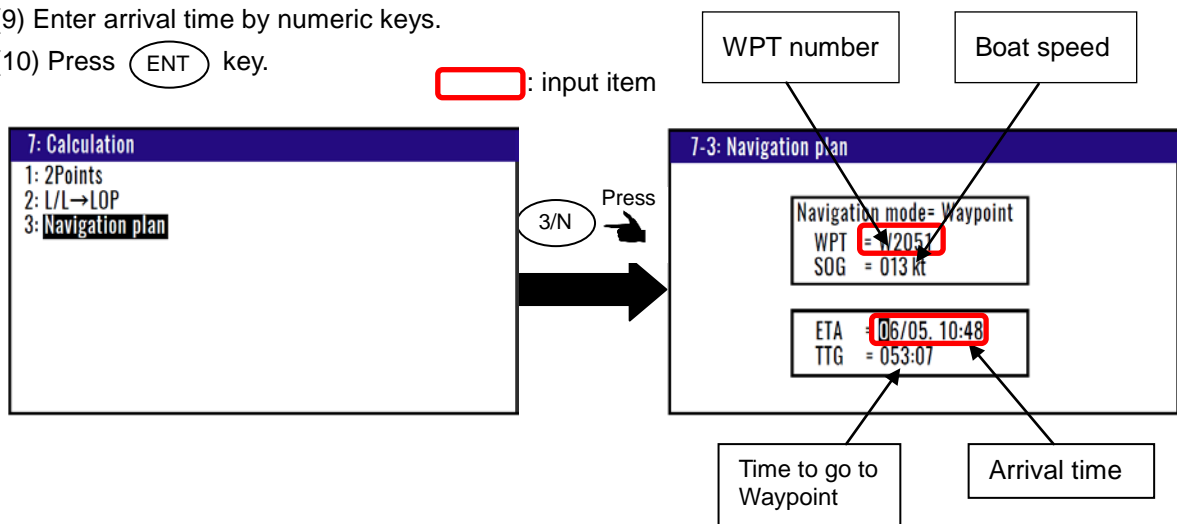 (9) Enter arrival time by numeric keys.
(10) Press ENT key.
: input item
WPT number
Boat speed
7: Calculation
1: 2Points
2: L/L→LOP
3: Navigation plan
3/N
Press
7-3: Navigation plan
Navigation mode= Waypoint
WPT = W2051
SOG = 013 kt
ETA = 06/05. 10:48
TTG = 053:07
Time to go to
Waypoint
Arrival time